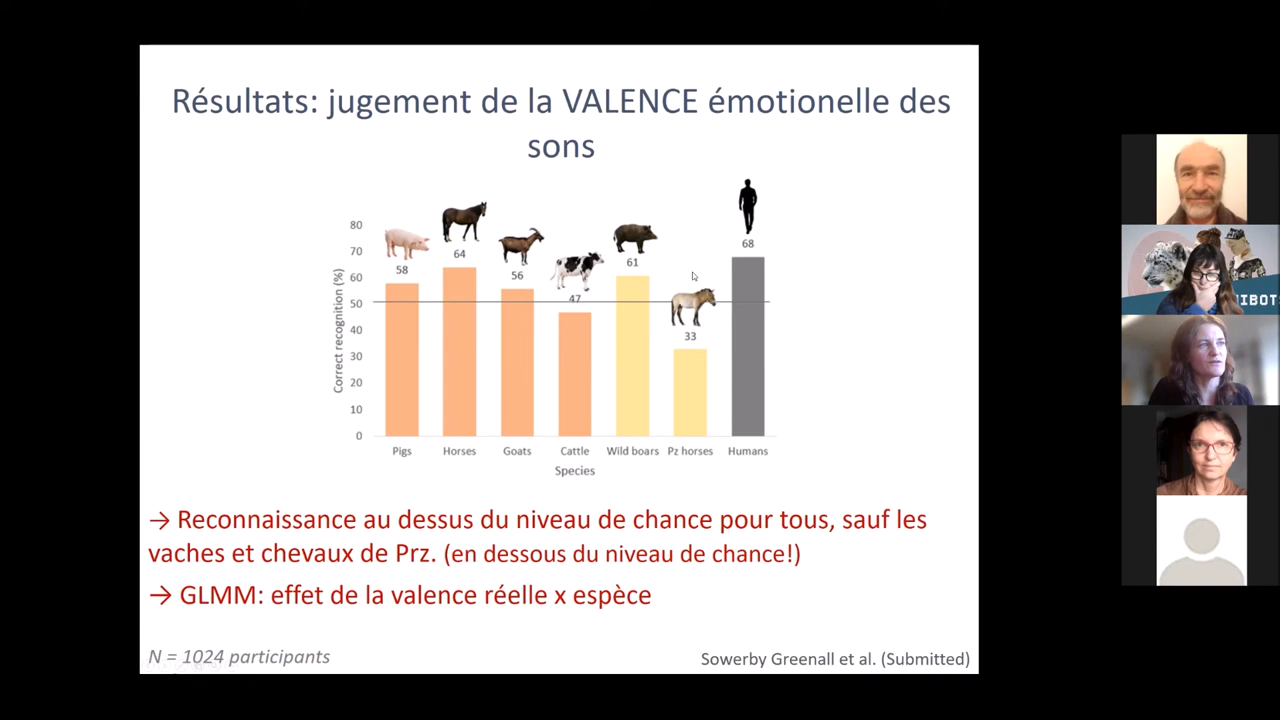 Résultats: jugement de la VALENCE émotionelle des
sons
Correct recognition (%)
80
70
60
50
40
30
20
10
0
58
64
56
47
61
33
68
Pigs Horses Goats Cattle Wild boars Pz horses Humans
Species
→ Reconnaissance au dessus du niveau de chance pour tous, sauf les
vaches et chevaux de Prz. (en dessous du niveau de chance!)
→ GLMM: effet de la valence réelle x espèce
N = 1024 participants
Sowerby Greenall et al. (Submitted)